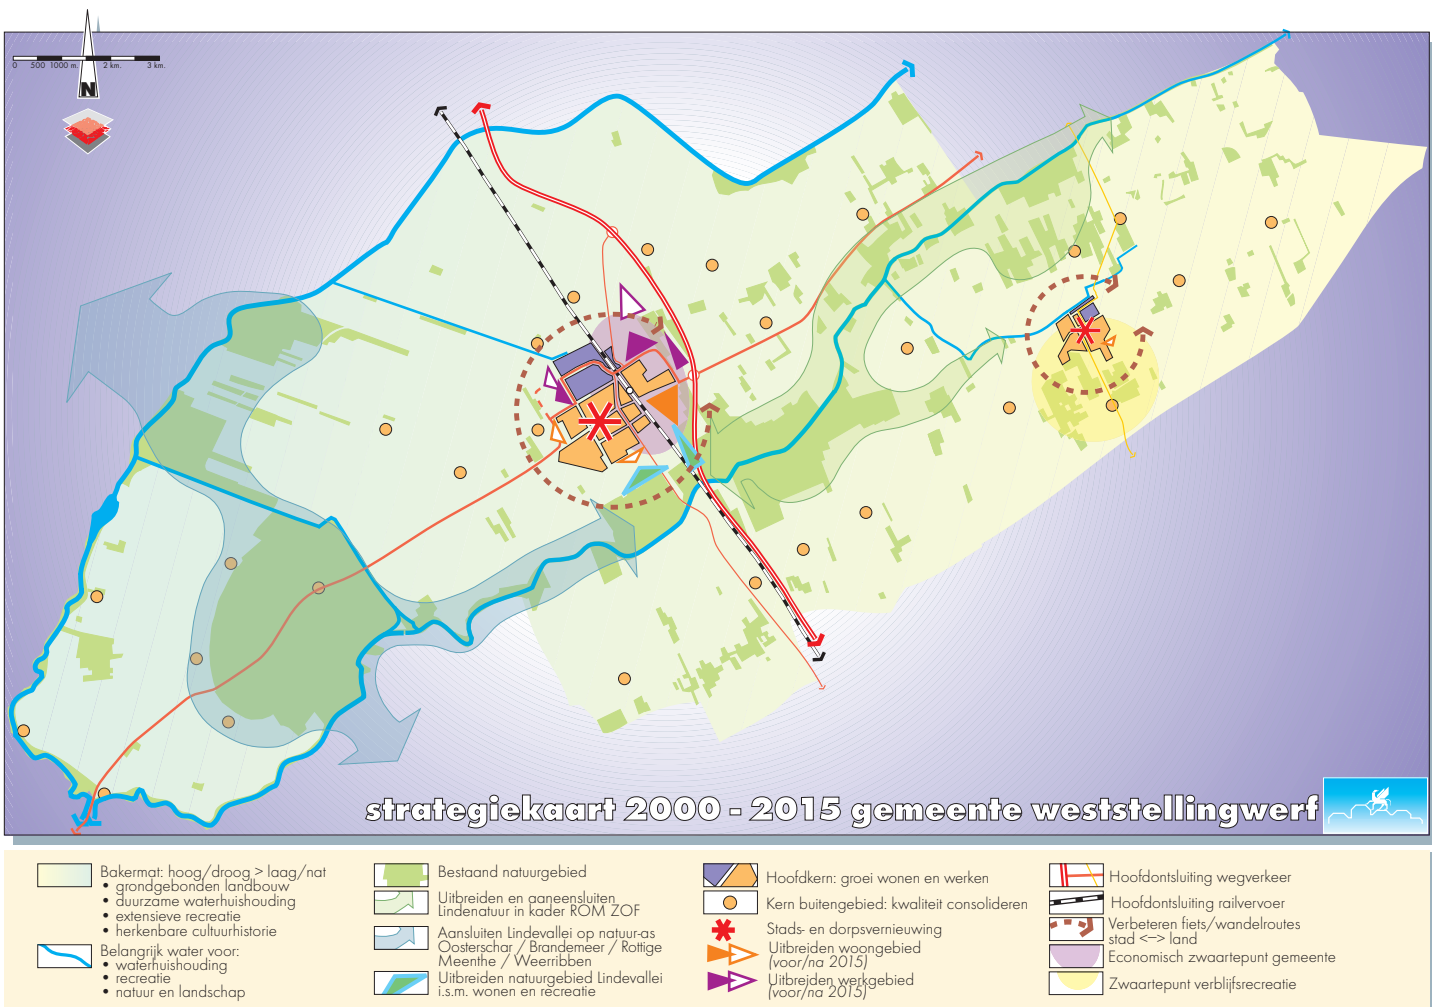 0 500 1000 m. 2 km. 3 km.
N
strategiekaart 2000 - 2015 gemeente weststellingwerf
Bakermat: hoog/droog > laag/nat
• grondgebonden landbouw
• duurzame waterhuishouding
• extensieve recreatie
• herkenbare cultuurhistorie
Belangrijk water voor:
• waterhuishouding
• recreatie
• natuur en landschap
Bestaand natuurgebied
Uitbreiden en aaneensluiten
Lindenatuur in kader ROM ZOF
Aansluiten Lindevallei op natuur-as
Oosterschar / Brandemeer / Rottige
Meenthe / Weerribben
Uitbreiden natuurgebied Lindevallei
i.s.m. wonen en recreatie
Hoofdkern: groei wonen en werken
Kern buitengebied: kwaliteit consolideren
Stads- en dorpsvernieuwing
Uitbreiden woongebied
(voor/na 2015)
Uitbreiden werkgebied
(voor/na 2015)
Hoofdontsluiting wegverkeer
Hoofdontsluiting railvervoer
Verbeteren fiets/wandelroutes
stad <--> land
Economisch zwaartepunt gemeente
Zwaartepunt verblijfsrecreatie